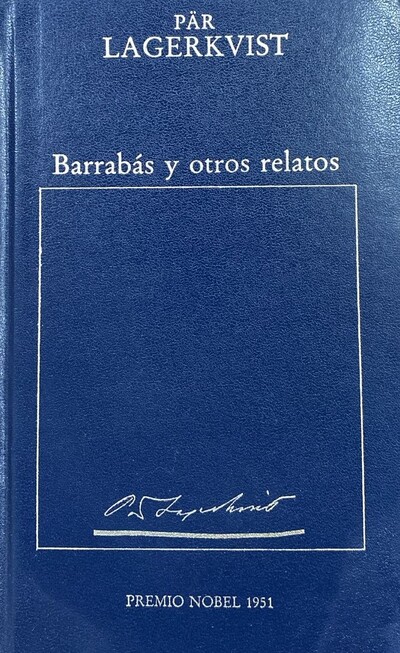 PÄR
LAGERKVIST
Barrabás y otros relatos
PREMIO NOBEL 1951